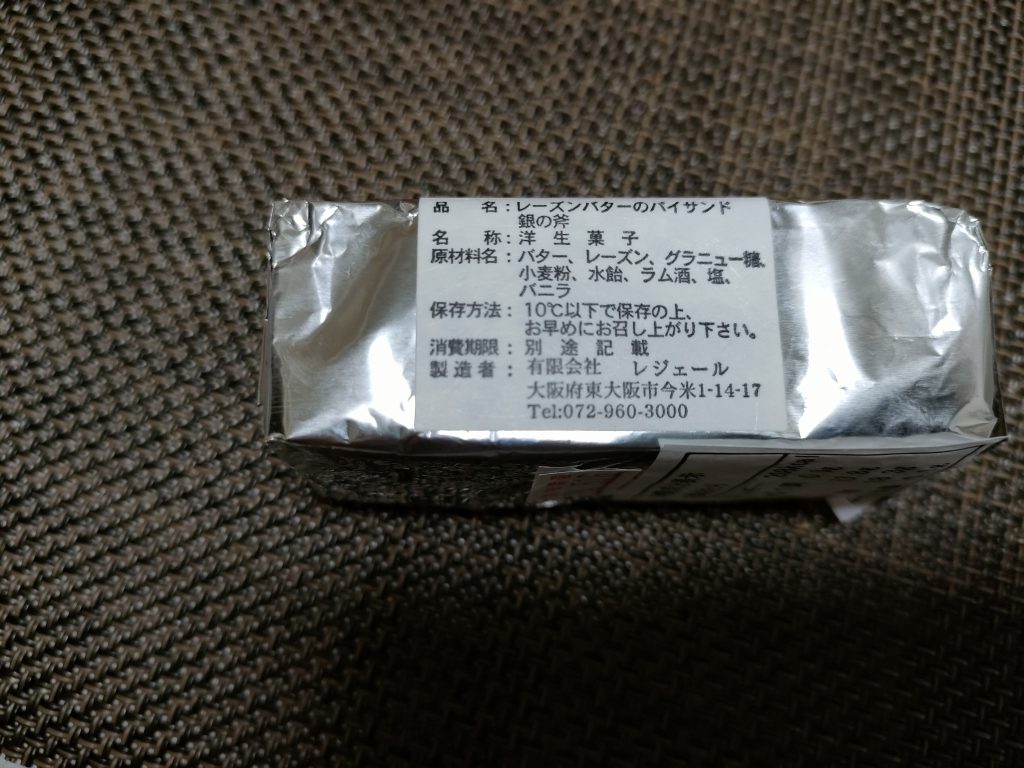 品 名：レーズンバターのパイサンド
銀の斧
名 称：洋 生 菓 子
原材料名：バター、レーズン、グラニュー糖、
小麦粉、水飴、ラム酒、塩、
バニラ
保存方法：10℃以下で保存の上、
お早めにお召し上がり下さい。
消費期限：別 途 記 載
製造者：有限会社 レジェール
大阪府東大阪市今米1-14-17
Tel:072-960-3000